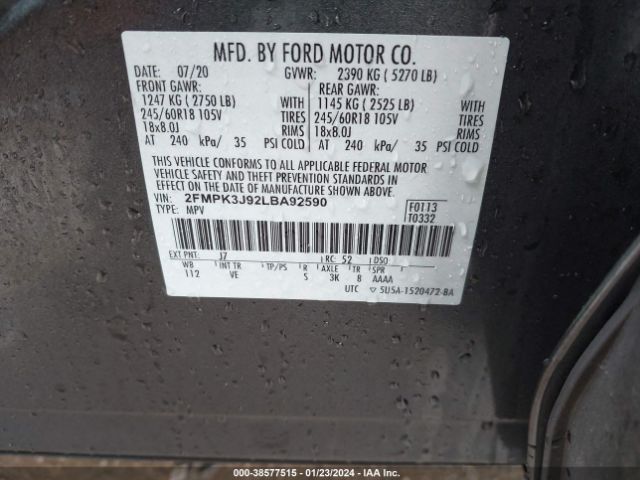 MFD. BY FORD MOTOR CO.
DATE: 07/20 GVWR: 2390 KG ( 5270 LB)
FRONT GAWR: REAR GAWR:
1247 KG ( 2750 LB) WITH 1145 KG ( 2525 LB) WITH
245/60R18 105V TIRES 245/60R18 105V TIRES
18x8.0J RIMS 18x8.0J RIMS
AT 240 kPa/ 35 PSI COLD AT 240 kPa/ 35 PSI COLD
THIS VEHICLE CONFORMS TO ALL APPLICABLE FEDERAL MOTOR
VEHICLE SAFETY AND THEFT PREVENTION STANDARDS IN
EFFECT ON THE DATE OF MANUFACTURE SHOWN ABOVE.
VIN: 2FMPK3J92LBA92590 F0113
TYPE: MPV T0332
EXT PNT: J7 RC: 52 DSO:
WB INT TR TP/PS R AXLE TR SPR
112 VE S 3K 8 AAAA
UTC ▽ 5U5A-1520472-BA
000-38577515 - 01/23/2024 - IAA Inc.